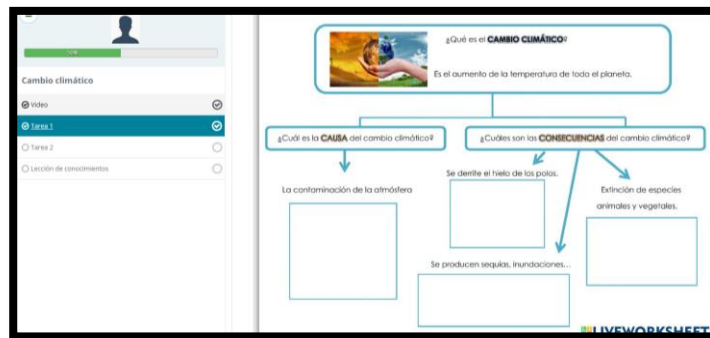 50%
Cambio climático
Video
Tarea 1
Tarea 2
Lección de conocimientos
¿Qué es el CAMBIO CLIMÁTICO?
Es el aumento de la temperatura de todo el planeta.
¿Cuál es la CAUSA del cambio climático?
¿Cuáles son las CONSECUENCIAS del cambio climático?
La contaminación de la atmósfera
Se derrite el hielo de los polos.
Extinción de especies
animales y vegetales.
Se producen sequías, inundaciones...
LIVEWORKSHEET